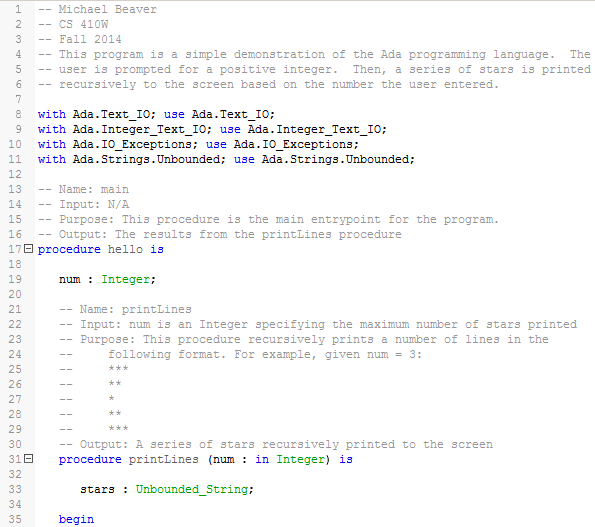 1 -- Michael Beaver
2 -- CS 410W
3 -- Fall 2014
4 -- This program is a simple demonstration of the Ada programming language.  The
5 -- user is prompted for a positive integer.  Then, a series of stars is printed
6 -- recursively to the screen based on the number the user entered.
7
8 with Ada.Text_IO; use Ada.Text_IO;
9 with Ada.Integer_Text_IO; use Ada.Integer_Text_IO;
10 with Ada.IO_Exceptions; use Ada.IO_Exceptions;
11 with Ada.Strings.Unbounded; use Ada.Strings.Unbounded;
12
13 -- Name: main
14 -- Input: N/A
15 -- Purpose: This procedure is the main entrypoint for the program.
16 -- Output: The results from the printLines procedure
17 procedure hello is
18
19    num : Integer;
20
21    -- Name: printLines
22    -- Input: num is an Integer specifying the maximum number of stars printed
23    -- Purpose: This procedure recursively prints a number of lines in the
24    --     following format. For example, given num = 3:
25    --     ***
26    --     **
27    --     *
28    --     **
29    --     ***
30    -- Output: A series of stars recursively printed to the screen
31    procedure printLines (num : in Integer) is
32
33       stars : Unbounded_String;
34
35    begin